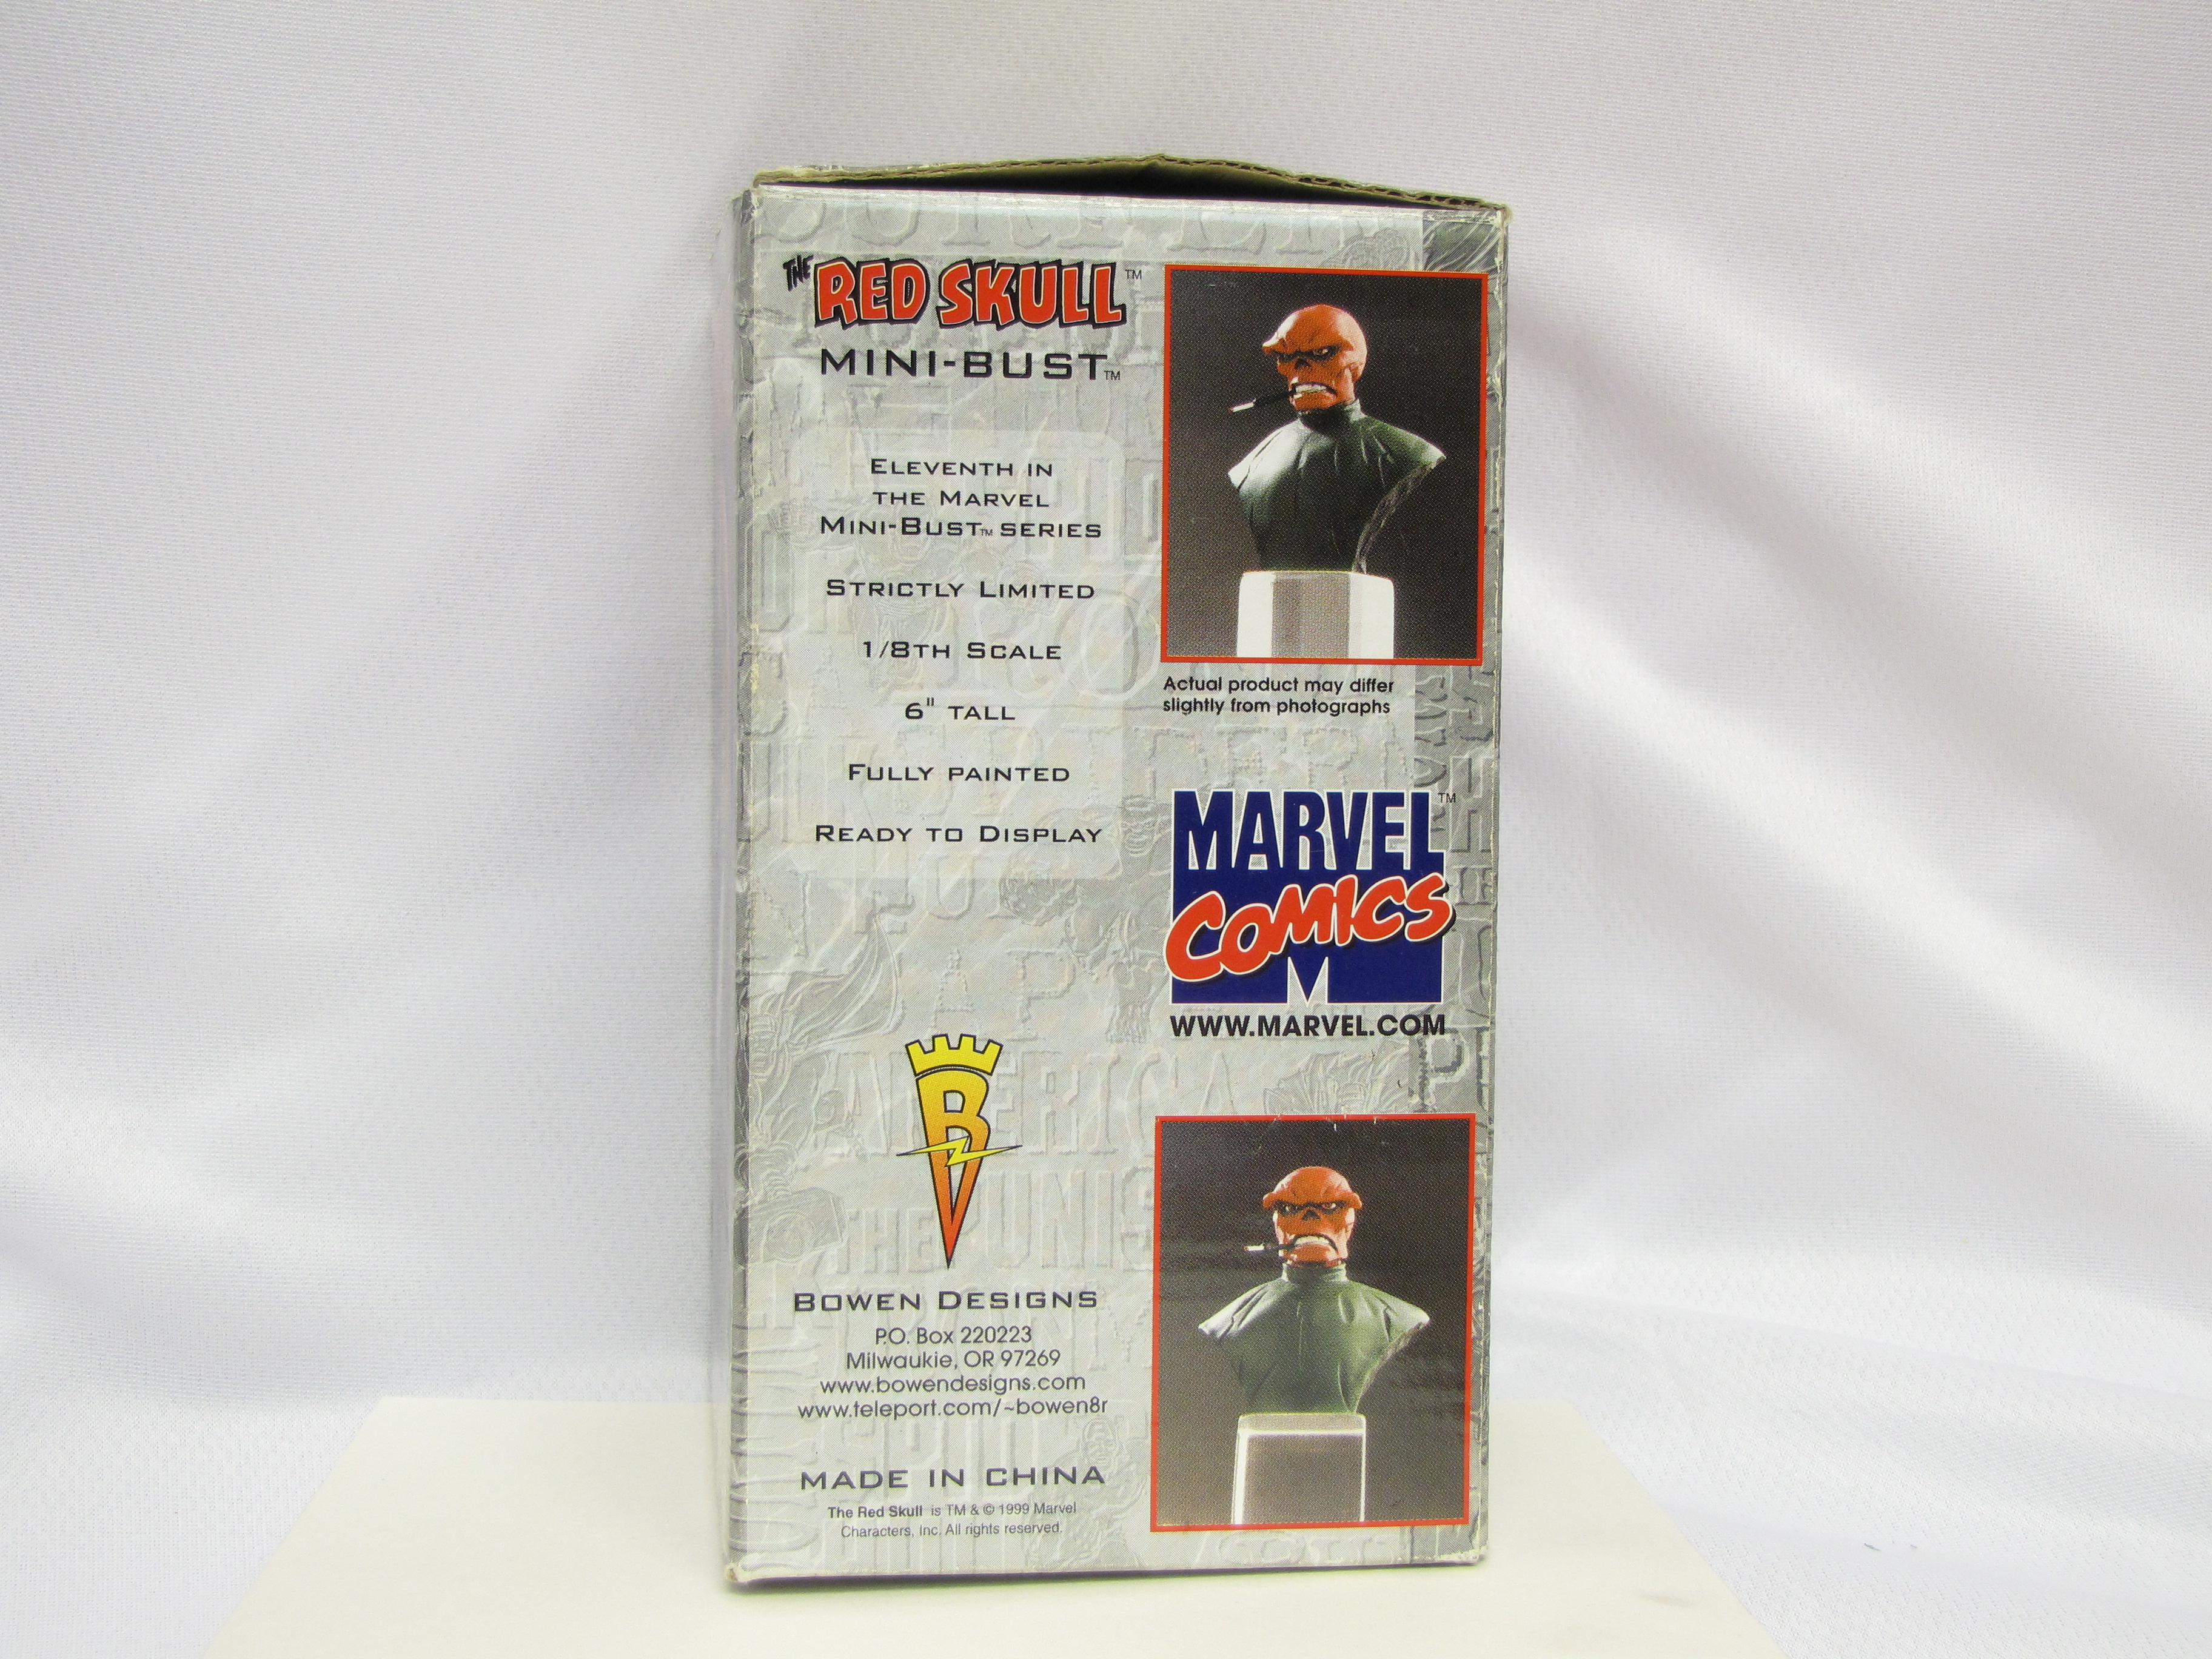 THE RED SKULL™
MINI-BUST™
ELEVENTH IN
THE MARVEL
MINI-BUST™ SERIES
STRICTLY LIMITED
1/8TH SCALE
6" TALL
FULLY PAINTED
READY TO DISPLAY
Actual product may differ
slightly from photographs
MARVEL™
COMICS
WWW.MARVEL.COM
B
BOWEN DESIGNS
P.O. Box 220223
Milwaukie, OR 97269
www.bowendesigns.com
www.teleport.com/~bowen8r
MADE IN CHINA
The Red Skull is TM & © 1999 Marvel
Characters, Inc. All rights reserved.
AMERICA
THE PUNIS